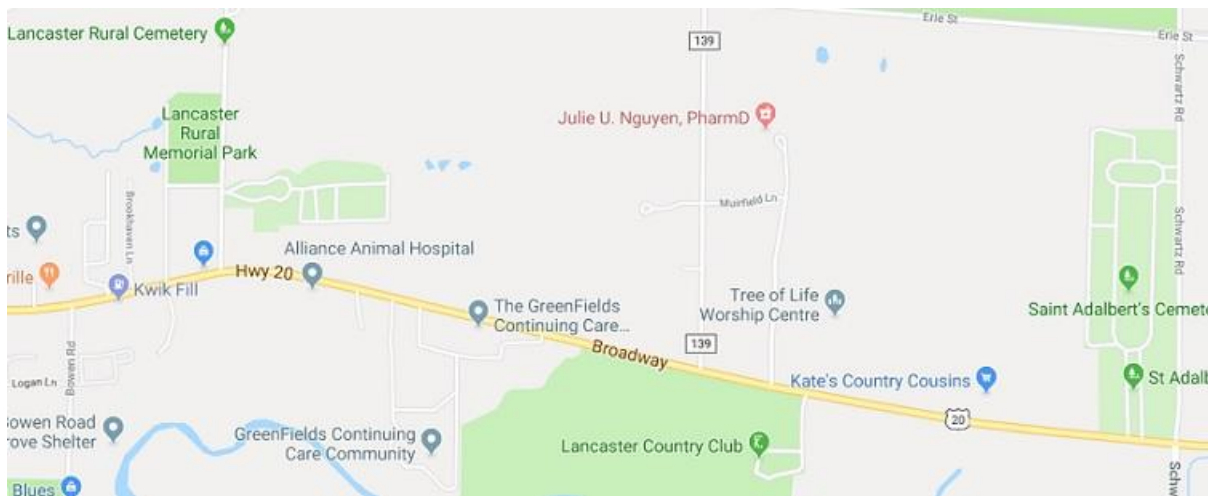 Lancaster Rural Cemetery
Erie St
Erie St
139
Schwartz Rd
Lancaster
Rural
Memorial Park
Julie U. Nguyen, PharmD
Brookhaven Ln
Muirfield Ln
Schwartz Rd
ts
Alliance Animal Hospital
rille
Hwy 20
Kwik Fill
The GreenFields
Continuing Care...
Tree of Life
Worship Centre
Saint Adalbert's Cemete
139
Broadway
Bowen Rd
Logan Ln
Kate's Country Cousins
St Adalb
20
Bowen Road
rove Shelter
GreenFields Continuing
Care Community
Lancaster Country Club
Schw
Blues